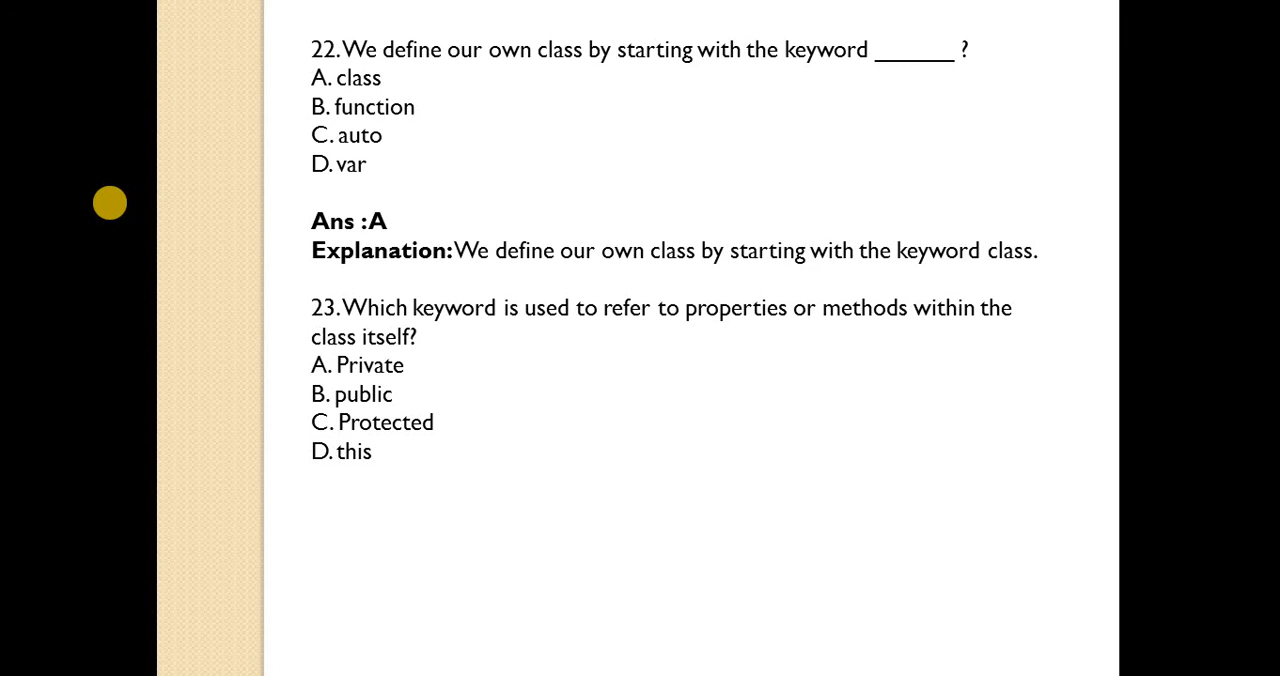 22.We define our own class by starting with the keyword _______ ?
A. class
B. function
C. auto
D. var
Ans :A
Explanation:We define our own class by starting with the keyword class.
23.Which keyword is used to refer to properties or methods within the
class itself?
A. Private
B. public
C. Protected
D. this